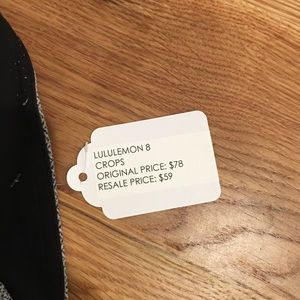 LULULEMON 8
CROPS
ORIGINAL PRICE: $78
RESALE PRICE: $59